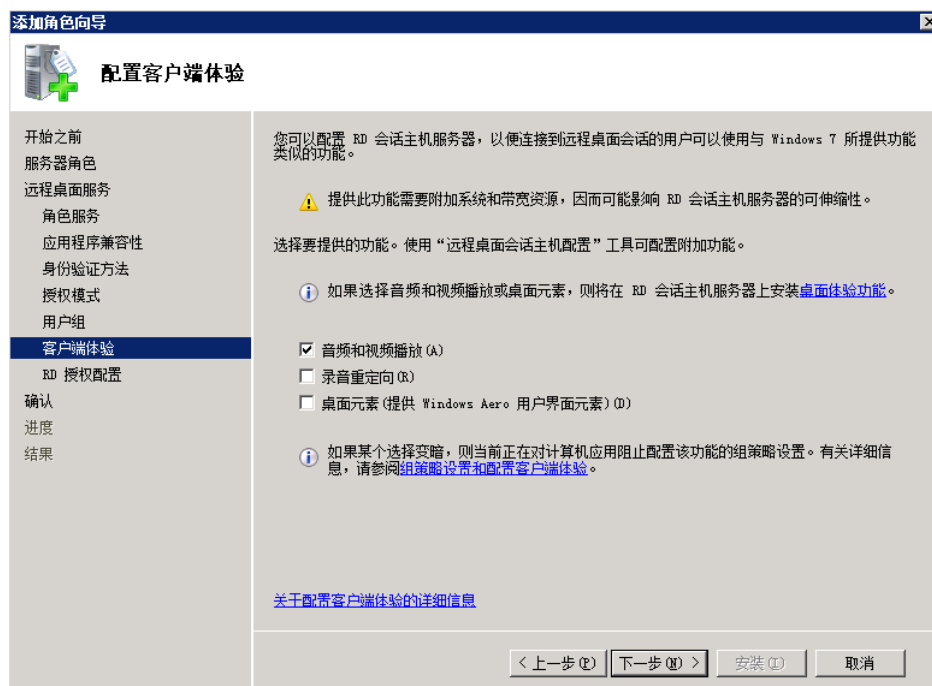 添加角色向导
配置客户端体验
开始之前
服务器角色
远程桌面服务
角色服务
应用程序兼容性
身份验证方法
授权模式
用户组
客户端体验
RD 授权配置
确认
进度
结果
您可以配置 RD 会话主机服务器，以便连接到远程桌面会话的用户可以使用与 Windows 7 所提供功能
类似的功能。
提供此功能需要附加系统和带宽资源，因而可能影响 RD 会话主机服务器的可伸缩性。
选择要提供的功能。使用“远程桌面会话主机配置”工具可配置附加功能。
如果选择音频和视频播放或桌面元素，则将在 RD 会话主机服务器上安装桌面体验功能。
音频和视频播放(A)
录音重定向(R)
桌面元素(提供 Windows Aero 用户界面元素)(D)
如果某个选择变暗，则当前正在对计算机应用阻止配置该功能的组策略设置。有关详细信
息，请参阅组策略设置和配置客户端体验。
关于配置客户端体验的详细信息
< 上一步(P) 下一步(N) > 安装(I) 取消